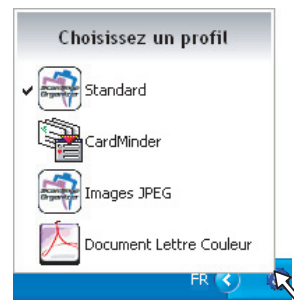 Choisissez un profil
Standard
CardMinder
Images JPEG
Document Lettre Couleur
FR